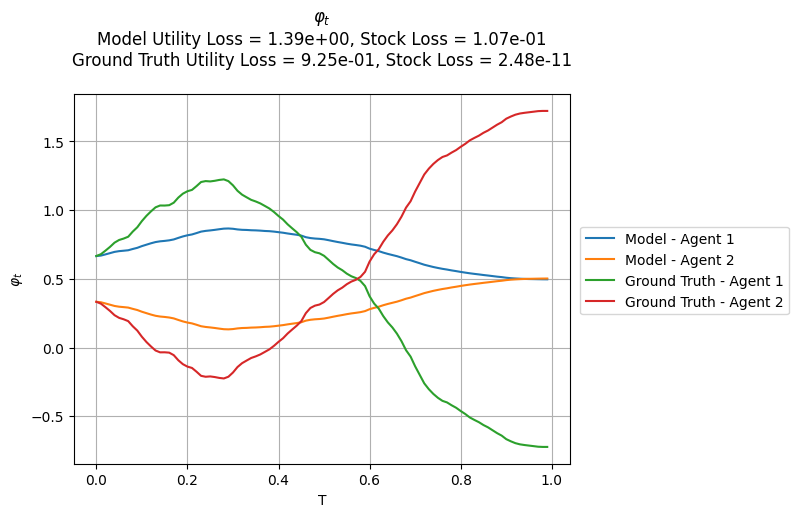 φₜ
Model Utility Loss = 1.39e+00, Stock Loss = 1.07e-01
Ground Truth Utility Loss = 9.25e-01, Stock Loss = 2.48e-11
φₜ
1.5
1.0
0.5
0.0
−0.5
0.0 0.2 0.4 0.6 0.8 1.0
T
Model - Agent 1
Model - Agent 2
Ground Truth - Agent 1
Ground Truth - Agent 2